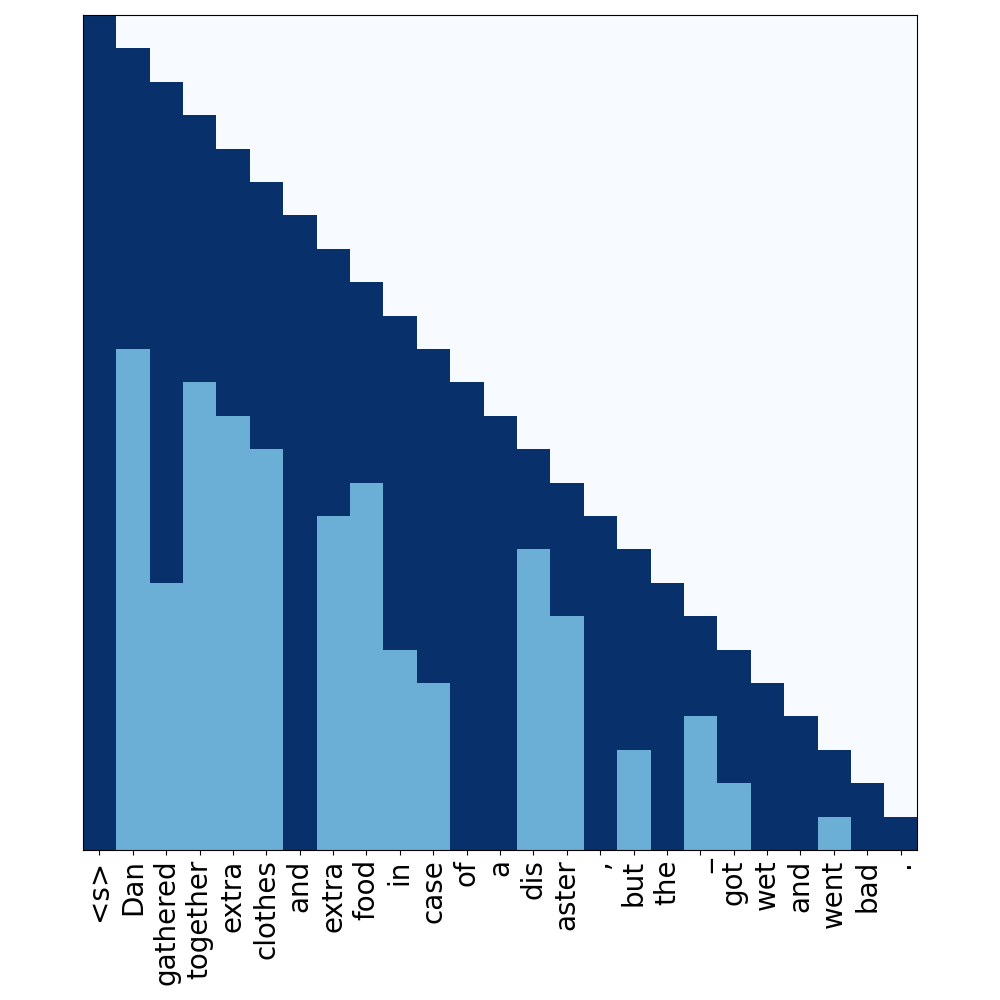 <s> Dan gathered together extra clothes and extra food in case of a dis aster , but the _ got wet and went bad .